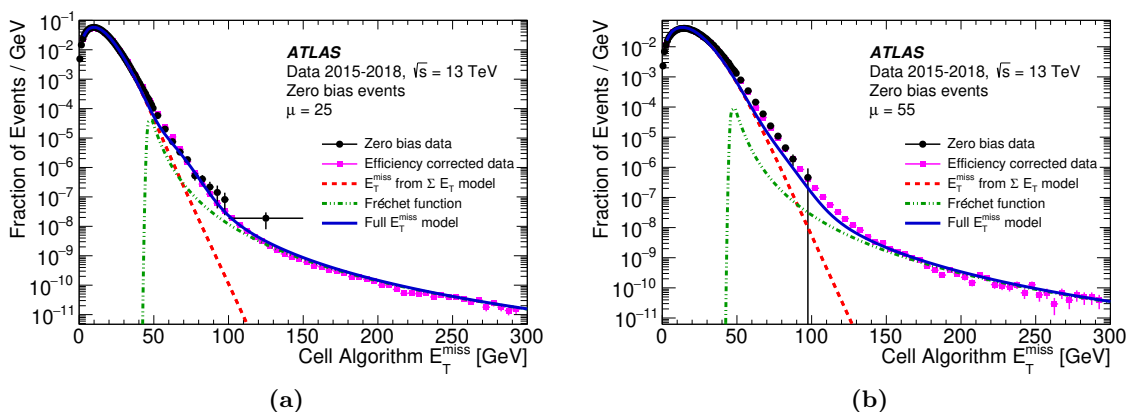 ATLAS
Data 2015-2018, √s = 13 TeV
Zero bias events
μ = 25
Zero bias data
Efficiency corrected data
E_T^miss from Σ E_T model
Fréchet function
Full E_T^miss model
Fraction of Events / GeV
10^-1
10^-2
10^-3
10^-4
10^-5
10^-6
10^-7
10^-8
10^-9
10^-10
10^-11
0 50 100 150 200 250 300
Cell Algorithm E_T^miss [GeV]
(a)
ATLAS
Data 2015-2018, √s = 13 TeV
Zero bias events
μ = 55
Zero bias data
Efficiency corrected data
E_T^miss from Σ E_T model
Fréchet function
Full E_T^miss model
Fraction of Events / GeV
10^-1
10^-2
10^-3
10^-4
10^-5
10^-6
10^-7
10^-8
10^-9
10^-10
10^-11
0 50 100 150 200 250 300
Cell Algorithm E_T^miss [GeV]
(b)